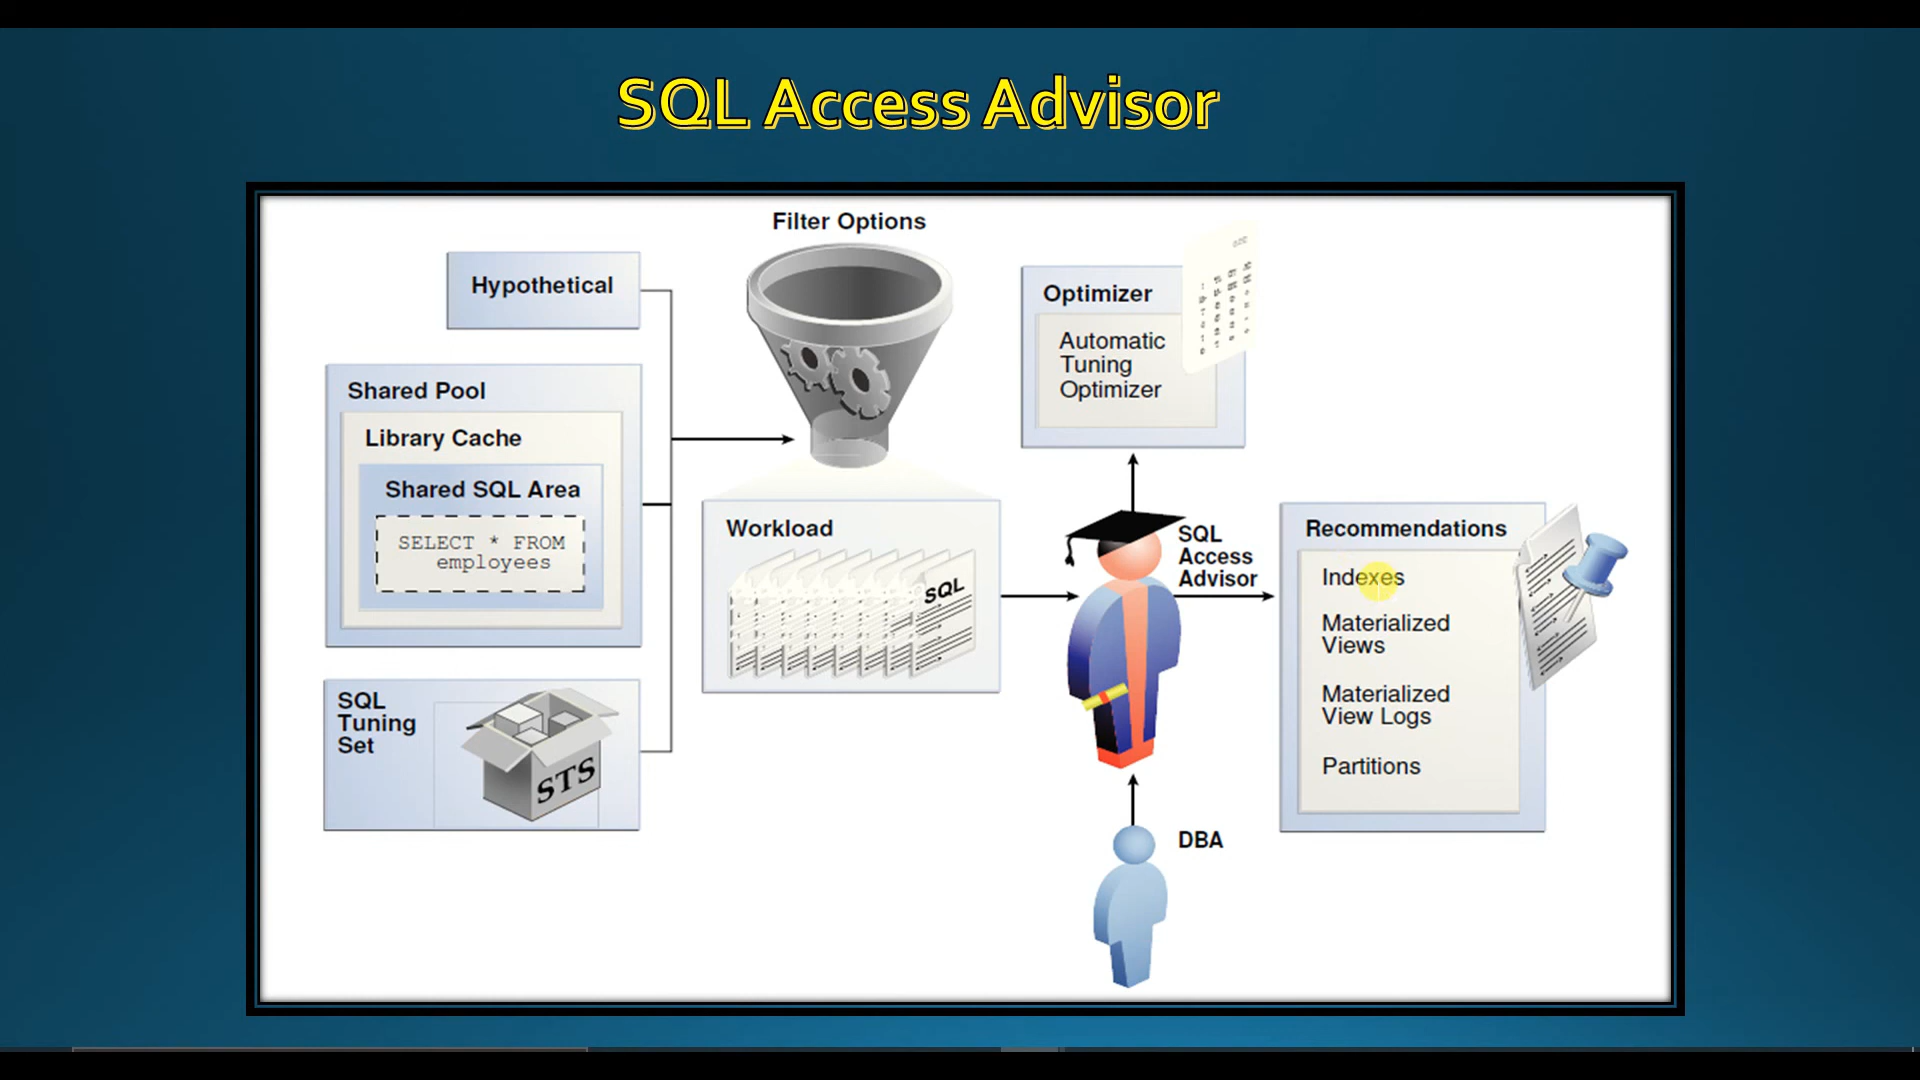 SQL Access Advisor
Filter Options
Hypothetical
Shared Pool
Library Cache
Shared SQL Area
SELECT * FROM
employees
SQL
Tuning
Set
STS
Workload
SQL
Optimizer
Automatic
Tuning
Optimizer
SQL
Access
Advisor
DBA
Recommendations
Indexes
Materialized
Views
Materialized
View Logs
Partitions